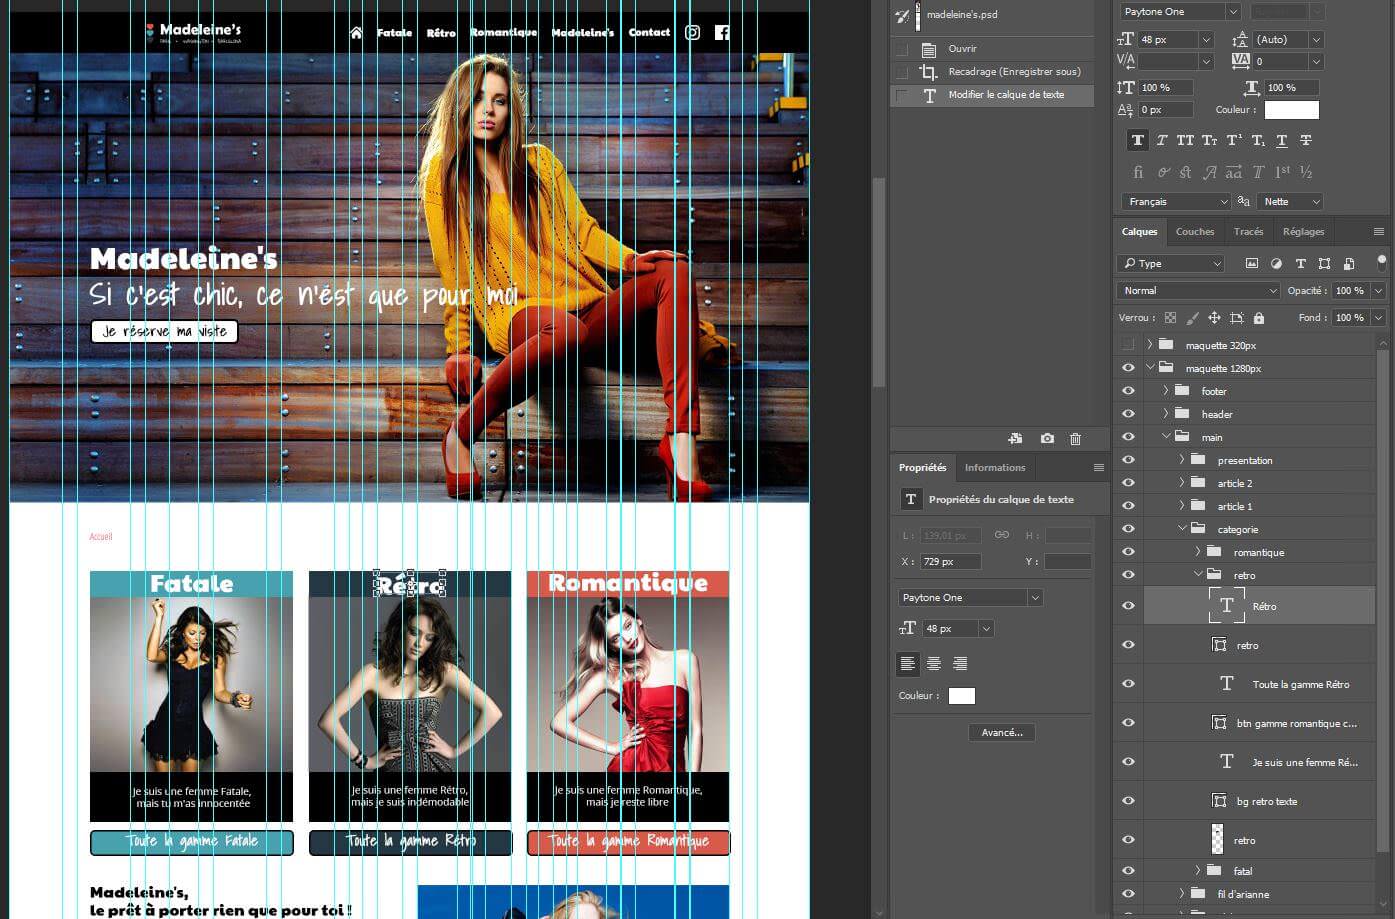 Madeleine's
Fatale
Rétro
Romantique
Madeleine's
Contact
Madeleine's
Si c'est chic, ce n'ést que pour moi
Je réserve ma visite
Accueil
Fatale
Rétro
Romantique
Je suis une femme Fatale,
mais tu m'as innocentée
Je suis une femme Rétro,
mais je suis indémodable
Je suis une femme Romantique,
mais je reste libre
Toute la gamme Fatale
Toute la gamme Rétro
Toute la gamme Romantique
Madeleine's,
le prêt à porter rien que pour toi !
madeleine's.psd
Ouvrir
Recadrage (Enregistrer sous)
Modifier le calque de texte
Propriétés
Informations
Propriétés du calque de texte
L : 139,01 px
H :
X : 729 px
Y :
Paytone One
48 px
Couleur :
Avancé...
Paytone One
48 px
(Auto)
0
100 %
100 %
0 px
Couleur :
Français
Nette
Calques
Couches
Tracés
Réglages
Type
Normal
Opacité : 100 %
Verrou :
Fond : 100 %
maquette 320px
maquette 1280px
footer
header
main
presentation
article 2
article 1
categorie
romantique
retro
Rétro
retro
Toute la gamme Rétro
btn gamme romantique c...
Je suis une femme Ré...
bg retro texte
retro
fatal
fil d'arianne